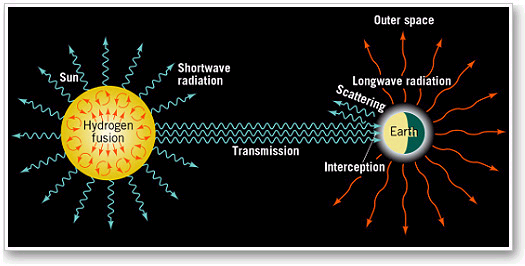 Outer space
Sun
Shortwave
radiation
Longwave radiation
Scattering
Hydrogen
fusion
Earth
Transmission
Interception